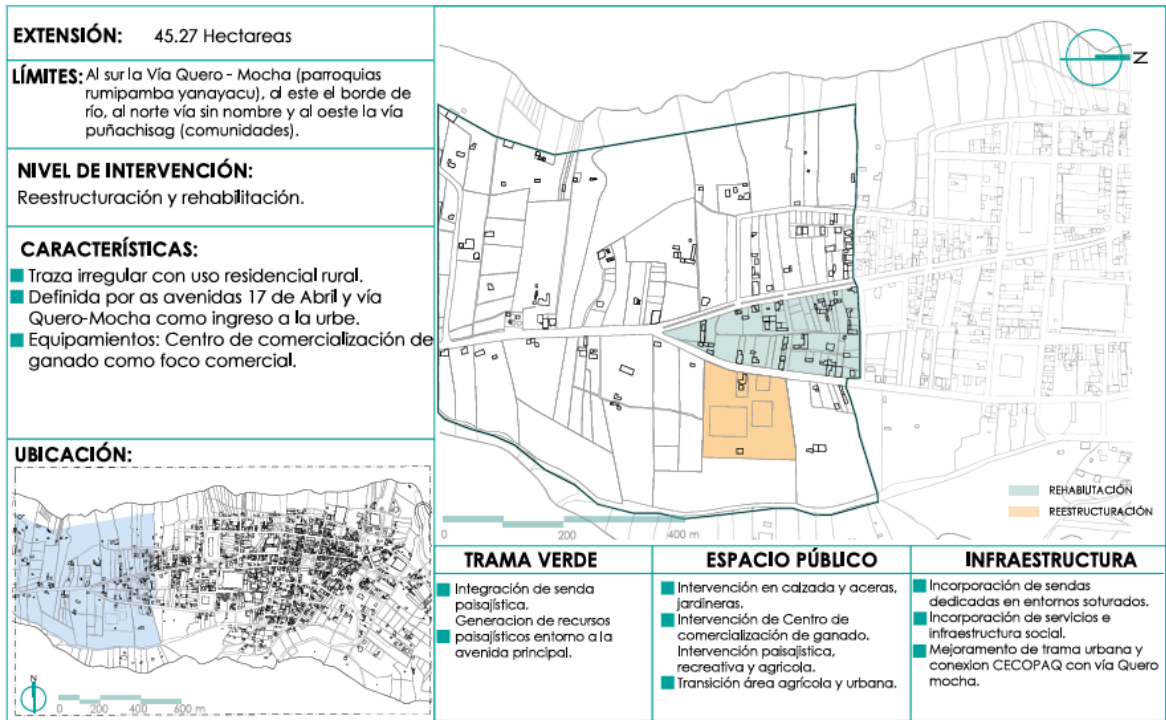 EXTENSIÓN: 45.27 Hectareas
LÍMITES: Al sur la Vía Quero - Mocha (parroquias
rumipamba yanayacu), al este el borde de
río, al norte vía sin nombre y al oeste la vía
puñachisag (comunidades).
NIVEL DE INTERVENCIÓN:
Reestructuración y rehabilitación.
CARACTERÍSTICAS:
Traza irregular con uso residencial rural.
Definida por as avenidas 17 de Abril y vía
Quero-Mocha como ingreso a la urbe.
Equipamientos: Centro de comercialización de
ganado como foco comercial.
UBICACIÓN:
N
0 200 400 600 m
N
REHABILITACIÓN
REESTRUCTURACIÓN
0 200 400 m
TRAMA VERDE
Integración de senda
paisajística.
Generacion de recursos
paisajísticos entorno a la
avenida principal.
ESPACIO PÚBLICO
Intervención en calzada y aceras,
jardineras.
Intervención de Centro de
comercialización de ganado.
Intervención paisajistica,
recreativa y agricola.
Transición área agrícola y urbana.
INFRAESTRUCTURA
Incorporación de sendas
dedicadas en entornos soturados.
Incorporación de servicios e
infraestructura social.
Mejoramento de trama urbana y
conexion CECOPAQ con vía Quero
mocha.